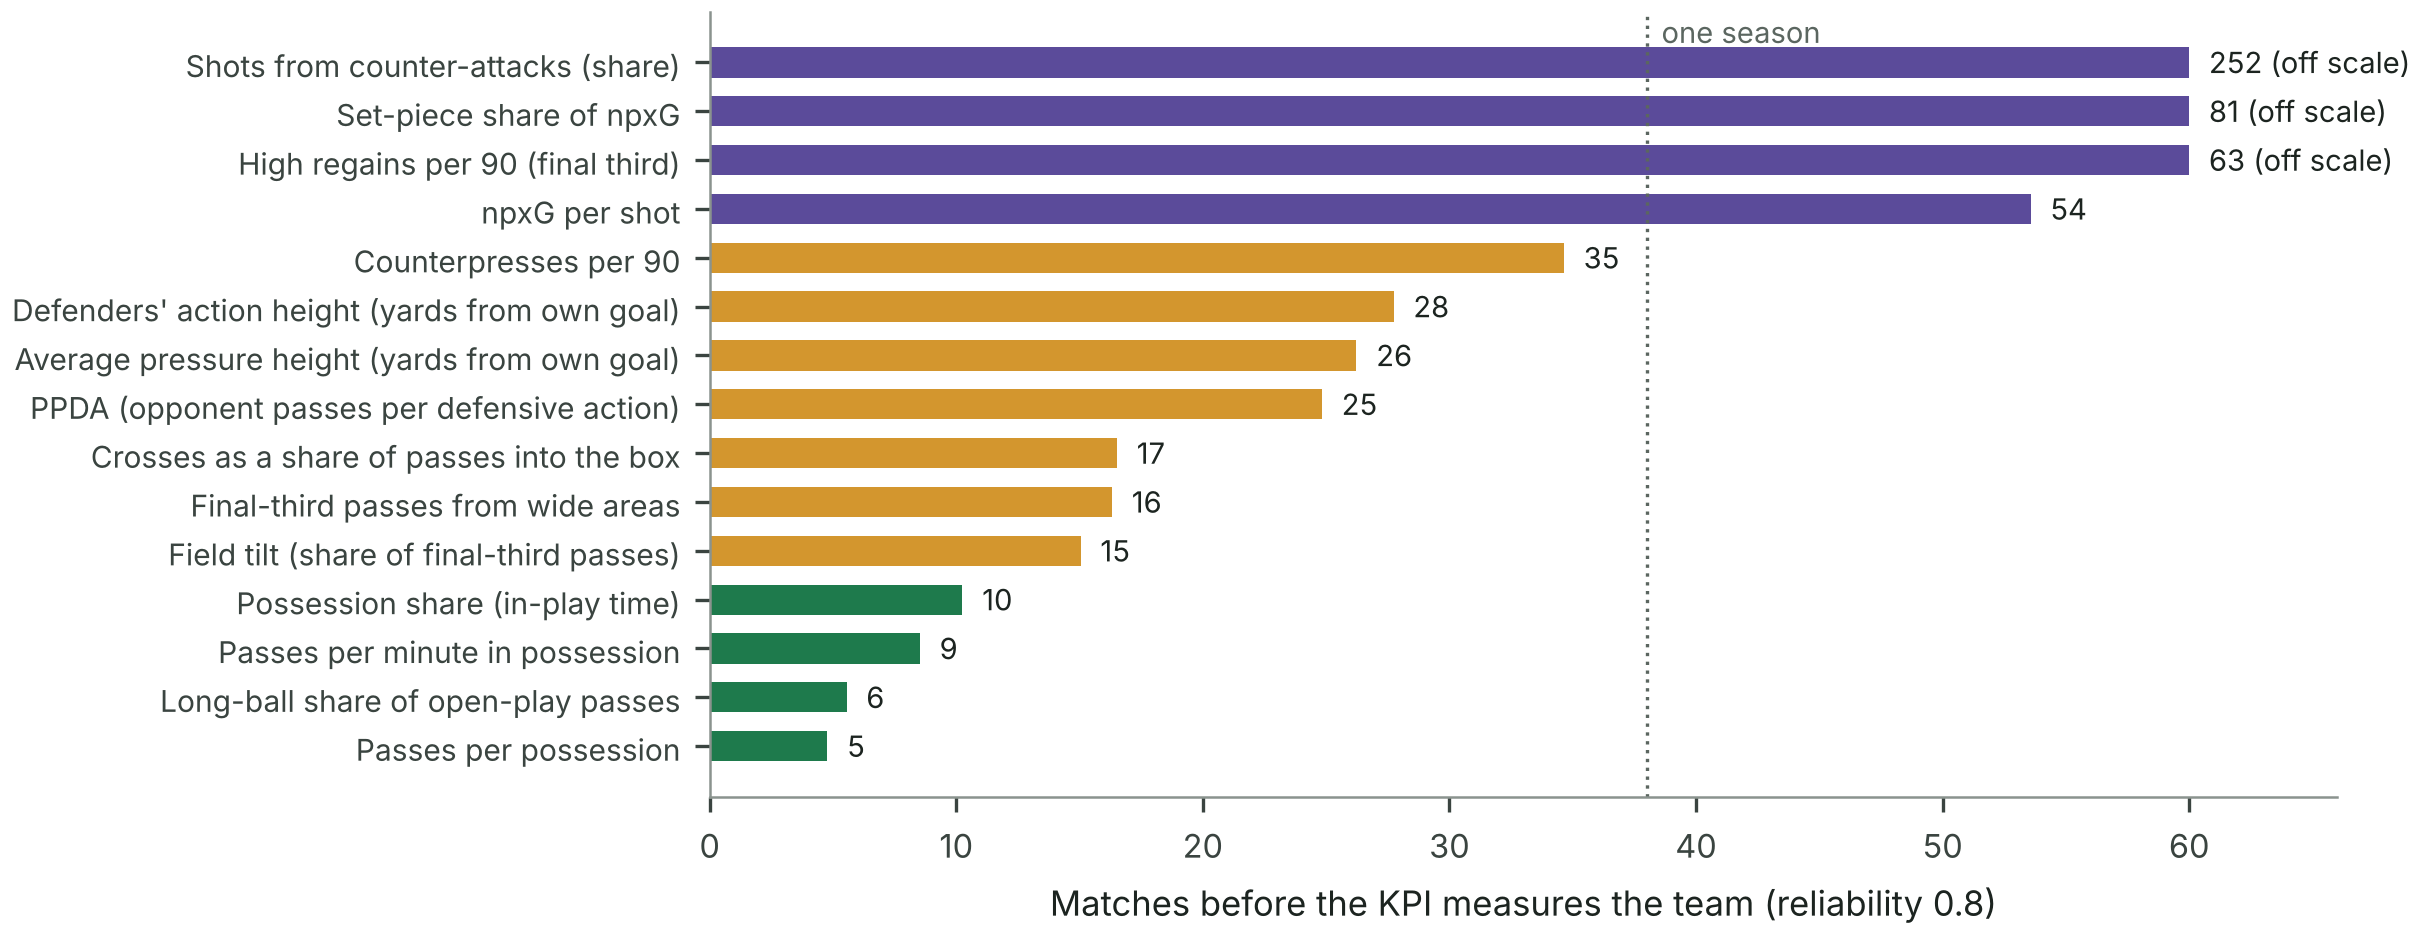 one season
Shots from counter-attacks (share) 252 (off scale)
Set-piece share of npxG 81 (off scale)
High regains per 90 (final third) 63 (off scale)
npxG per shot 54
Counterpresses per 90 35
Defenders' action height (yards from own goal) 28
Average pressure height (yards from own goal) 26
PPDA (opponent passes per defensive action) 25
Crosses as a share of passes into the box 17
Final-third passes from wide areas 16
Field tilt (share of final-third passes) 15
Possession share (in-play time) 10
Passes per minute in possession 9
Long-ball share of open-play passes 6
Passes per possession 5
0 10 20 30 40 50 60
Matches before the KPI measures the team (reliability 0.8)